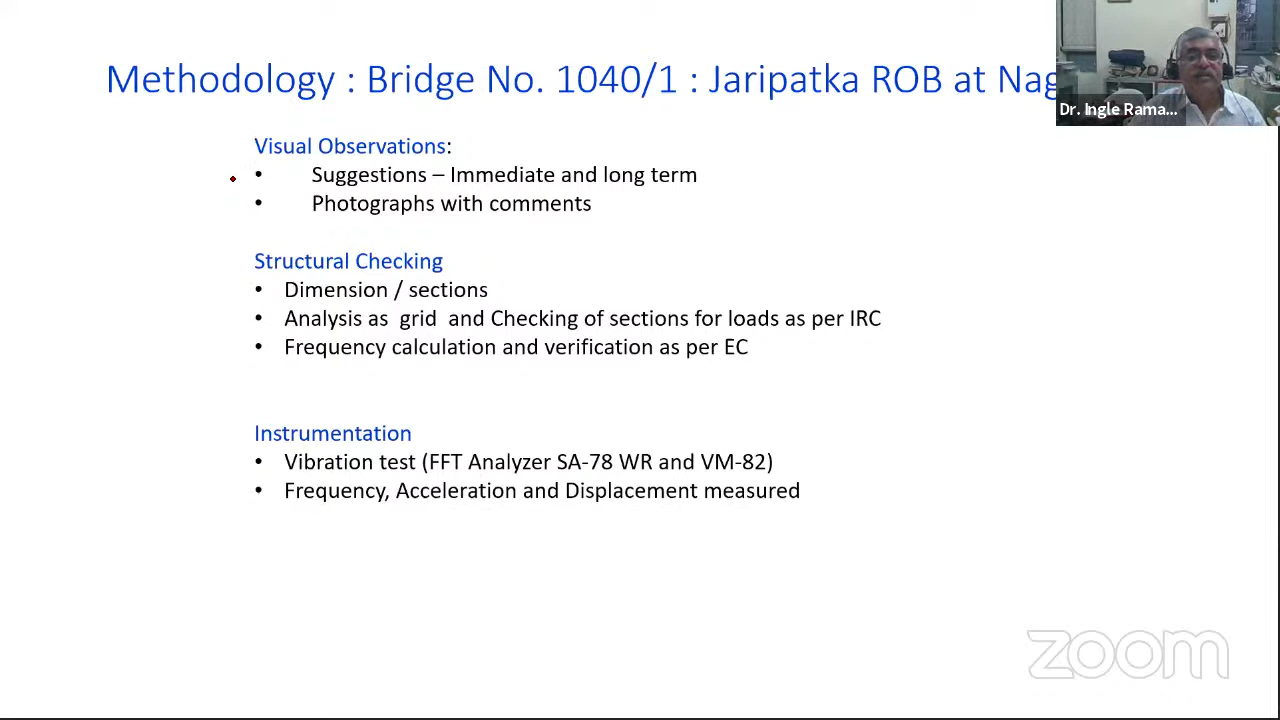 Methodology : Bridge No. 1040/1 : Jaripatka ROB at Nag
Dr. Ingle Rama...
Visual Observations:
• Suggestions – Immediate and long term
• Photographs with comments
Structural Checking
• Dimension / sections
• Analysis as grid and Checking of sections for loads as per IRC
• Frequency calculation and verification as per EC
Instrumentation
• Vibration test (FFT Analyzer SA-78 WR and VM-82)
• Frequency, Acceleration and Displacement measured
zoom